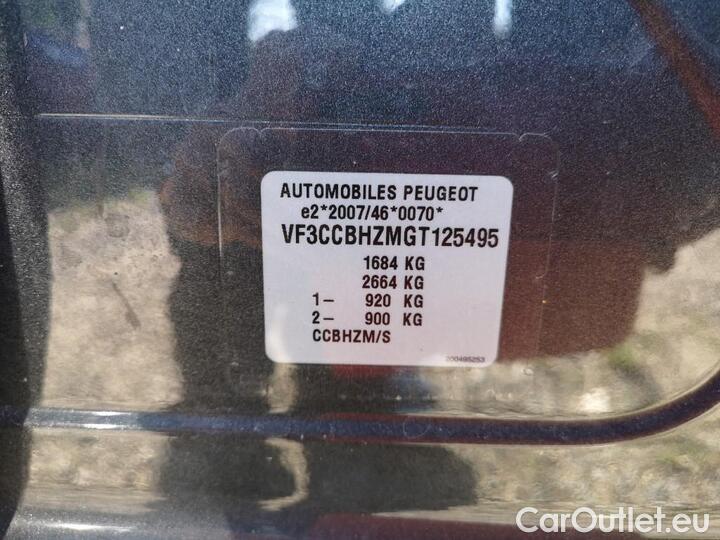 AUTOMOBILES PEUGEOT
e2*2007/46*0070*
VF3CCBHZMGT125495
1684 KG
2664 KG
1– 920 KG
2– 900 KG
CCBHZM/S
200495253
CarOutlet.eu